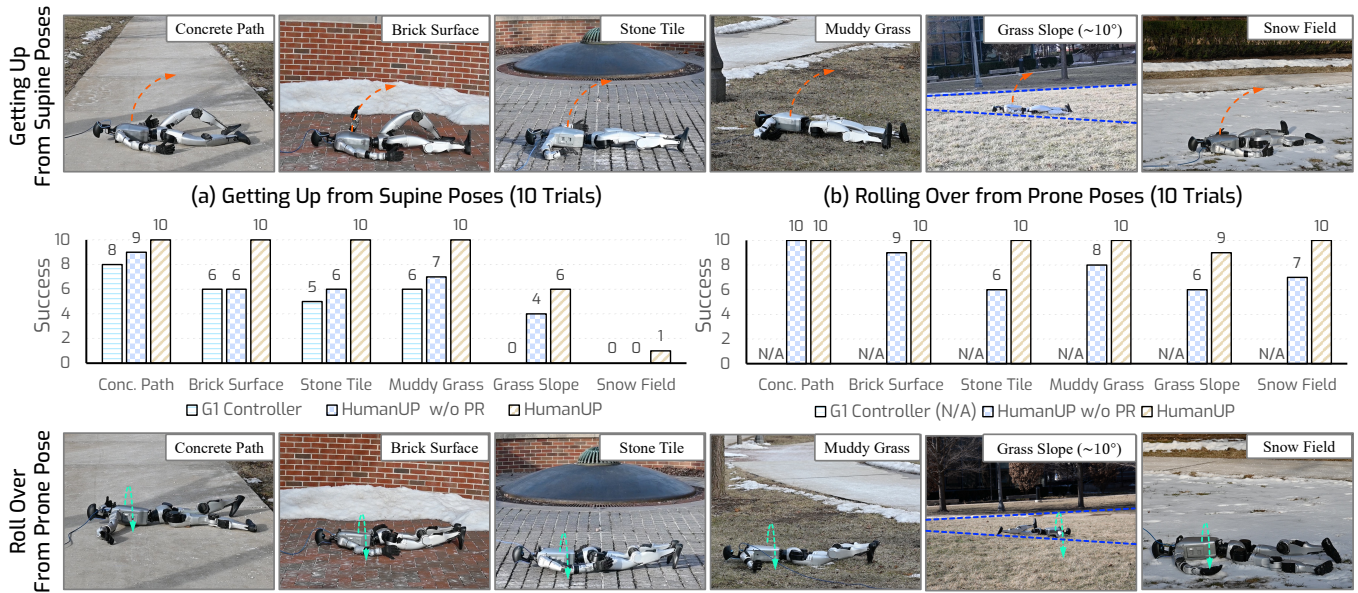 Getting Up
From Supine Poses
Concrete Path
Brick Surface
Stone Tile
Muddy Grass
Grass Slope (~10°)
Snow Field
(a) Getting Up from Supine Poses (10 Trials)
Success
10
8
6
4
2
0
8 9 10
6 6 10
5 6 10
6 7 10
0 4 6
0 0 1
Conc. Path Brick Surface Stone Tile Muddy Grass Grass Slope Snow Field
G1 Controller HumanUP w/o PR HumanUP
(b) Rolling Over from Prone Poses (10 Trials)
Success
10
8
6
4
2
0
N/A 10 10
N/A 9 10
N/A 6 10
N/A 8 10
N/A 6 9
N/A 7 10
Conc. Path Brick Surface Stone Tile Muddy Grass Grass Slope Snow Field
G1 Controller (N/A) HumanUP w/o PR HumanUP
Roll Over
From Prone Pose
Concrete Path
Brick Surface
Stone Tile
Muddy Grass
Grass Slope (~10°)
Snow Field